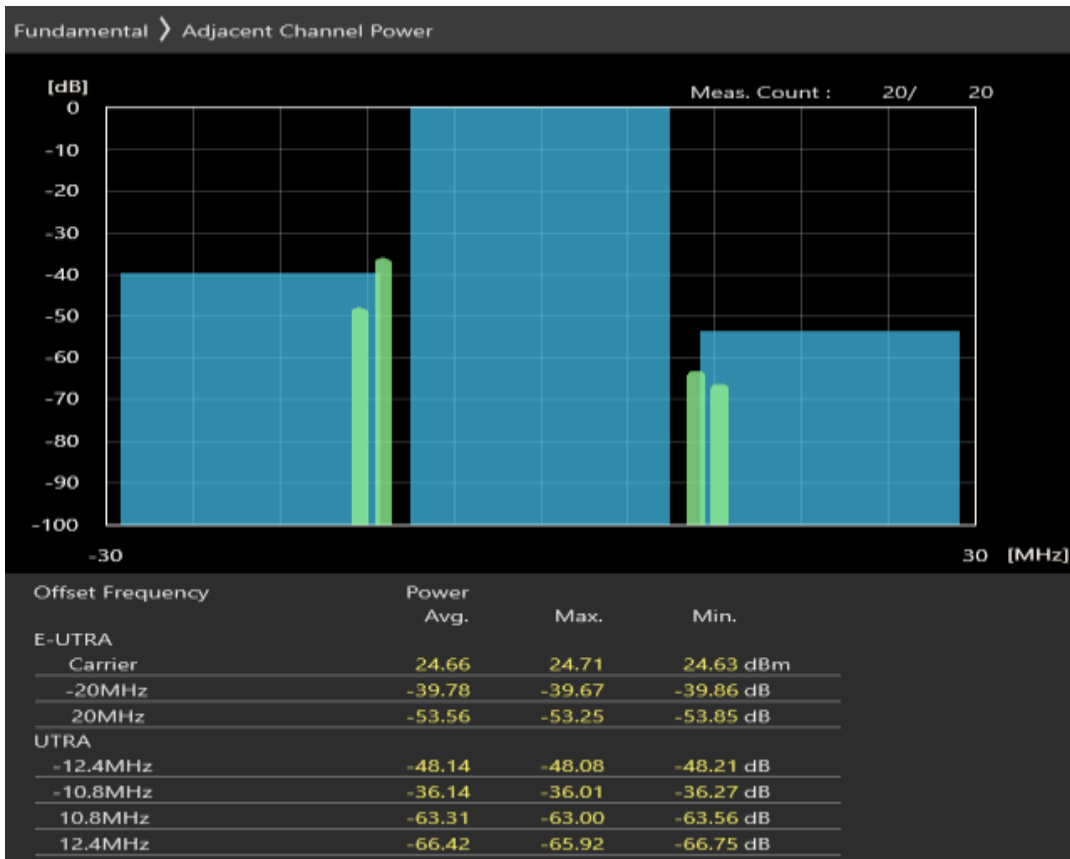 Fundamental 》 Adjacent Channel Power
[dB]
Meas. Count : 20/ 20
0
-10
-20
-30
-40
-50
-60
-70
-80
-90
-100
-30 30 [MHz]
Offset Frequency Power
Avg. Max. Min.
E-UTRA
Carrier 24.66 24.71 24.63 dBm
-20MHz -39.78 -39.67 -39.86 dB
20MHz -53.56 -53.25 -53.85 dB
UTRA
-12.4MHz -48.14 -48.08 -48.21 dB
-10.8MHz -36.14 -36.01 -36.27 dB
10.8MHz -63.31 -63.00 -63.56 dB
12.4MHz -66.42 -65.92 -66.75 dB